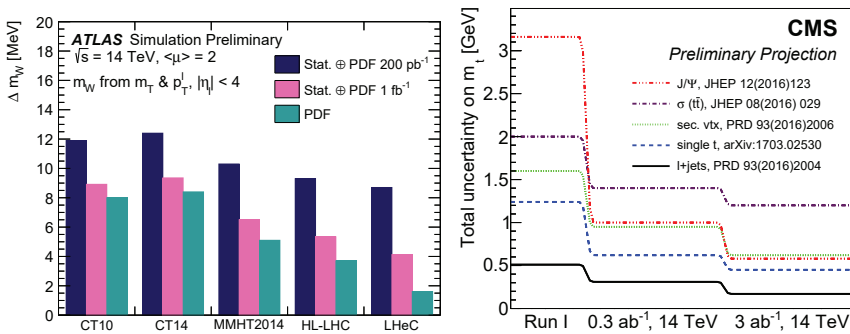 ATLAS Simulation Preliminary
√s = 14 TeV, <μ> = 2
m_W from m_T & p_T^l, |η_l| < 4
Stat. ⊕ PDF 200 pb⁻¹
Stat. ⊕ PDF 1 fb⁻¹
PDF
Δ m_W [MeV]
20
18
16
14
12
10
8
6
4
2
0
CT10 CT14 MMHT2014 HL-LHC LHeC
CMS
Preliminary Projection
J/Ψ, JHEP 12(2016)123
σ (tt̄), JHEP 08(2016) 029
sec. vtx, PRD 93(2016)2006
single t, arXiv:1703.02530
l+jets, PRD 93(2016)2004
Total uncertainty on m_t [GeV]
3
2.5
2
1.5
1
0.5
0
Run I 0.3 ab⁻¹, 14 TeV 3 ab⁻¹, 14 TeV